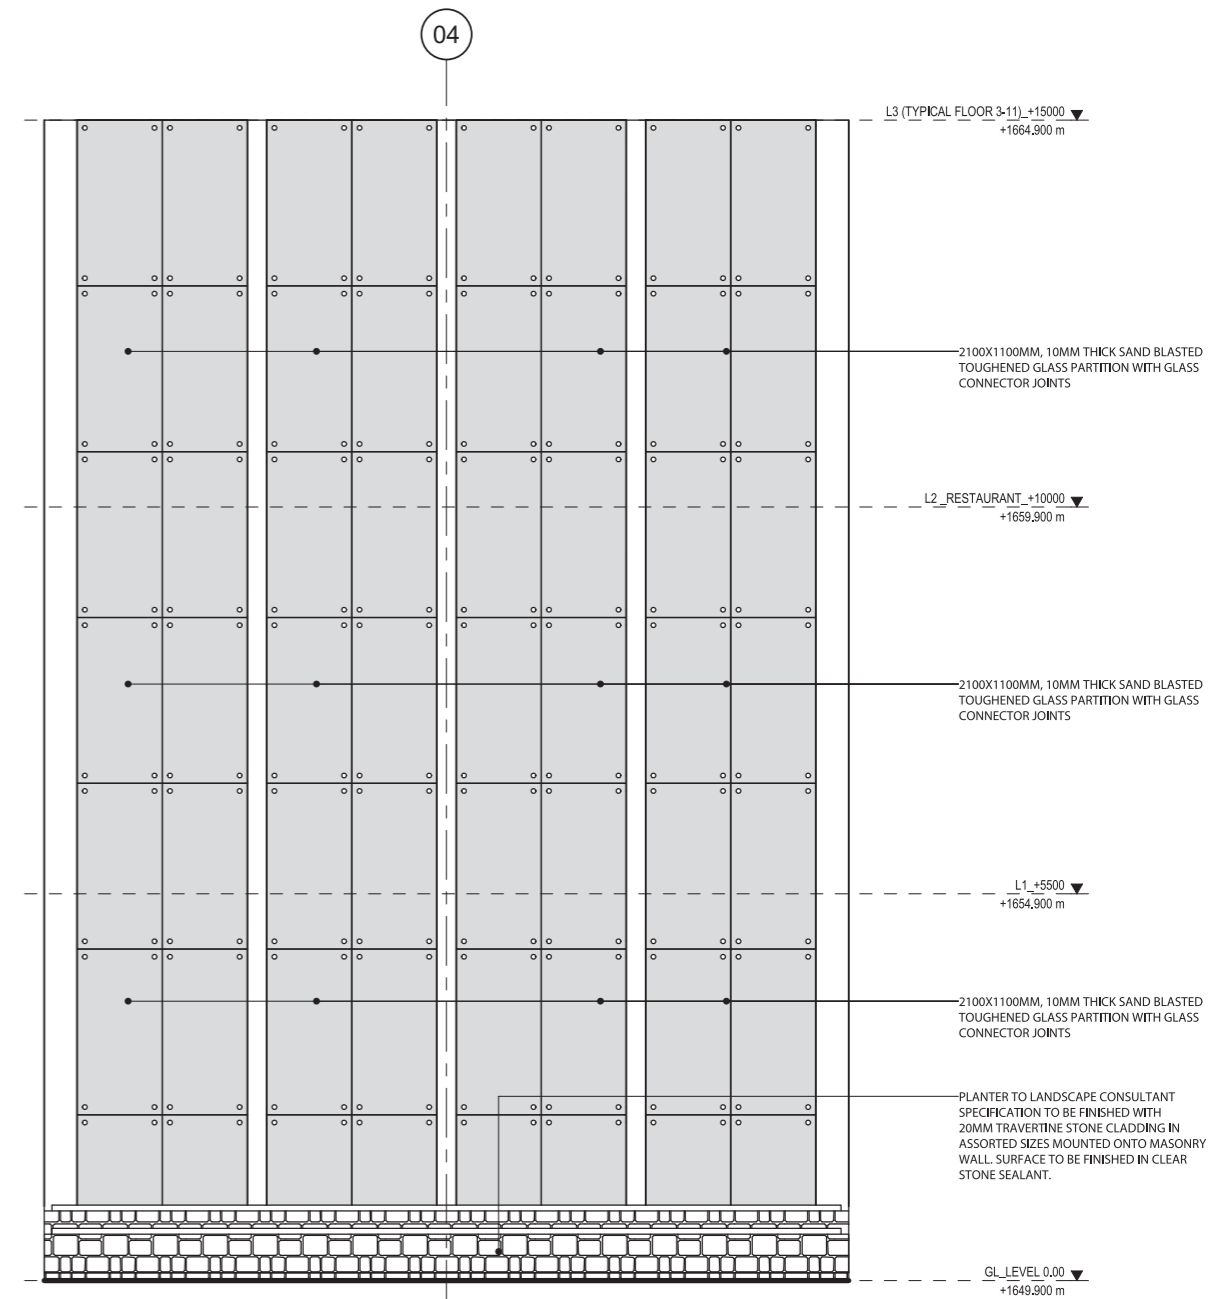 04
L3 (TYPICAL FLOOR 3-11)_+15000
+1664.900 m
2100X1100MM, 10MM THICK SAND BLASTED
TOUGHENED GLASS PARTITION WITH GLASS
CONNECTOR JOINTS
L2 _RESTAURANT_+10000
+1659.900 m
2100X1100MM, 10MM THICK SAND BLASTED
TOUGHENED GLASS PARTITION WITH GLASS
CONNECTOR JOINTS
L1_+5500
+1654.900 m
2100X1100MM, 10MM THICK SAND BLASTED
TOUGHENED GLASS PARTITION WITH GLASS
CONNECTOR JOINTS
PLANTER TO LANDSCAPE CONSULTANT
SPECIFICATION TO BE FINISHED WITH
20MM TRAVERTINE STONE CLADDING IN
ASSORTED SIZES MOUNTED ONTO MASONRY
WALL. SURFACE TO BE FINISHED IN CLEAR
STONE SEALANT.
GL_LEVEL 0.00
+1649.900 m